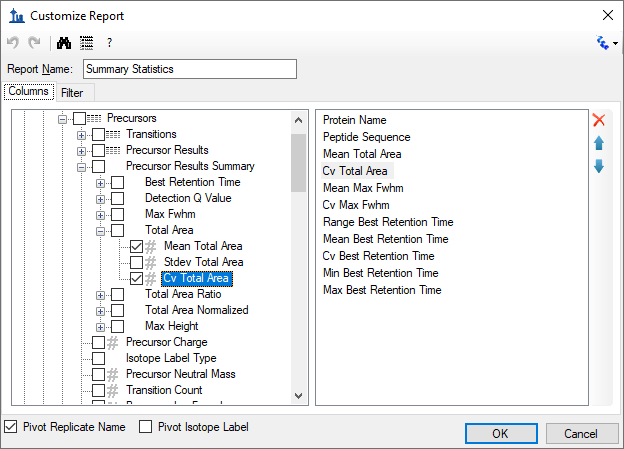 Customize Report
?
Report Name: Summary Statistics
Columns Filter
Precursors
Transitions
Precursor Results
Precursor Results Summary
Best Retention Time
Detection Q Value
Max Fwhm
Total Area
Mean Total Area
Stdev Total Area
Cv Total Area
Total Area Ratio
Total Area Normalized
Max Height
Precursor Charge
Isotope Label Type
Precursor Neutral Mass
Transition Count
Protein Name
Peptide Sequence
Mean Total Area
Cv Total Area
Mean Max Fwhm
Cv Max Fwhm
Range Best Retention Time
Mean Best Retention Time
Cv Best Retention Time
Min Best Retention Time
Max Best Retention Time
Pivot Replicate Name Pivot Isotope Label
OK Cancel